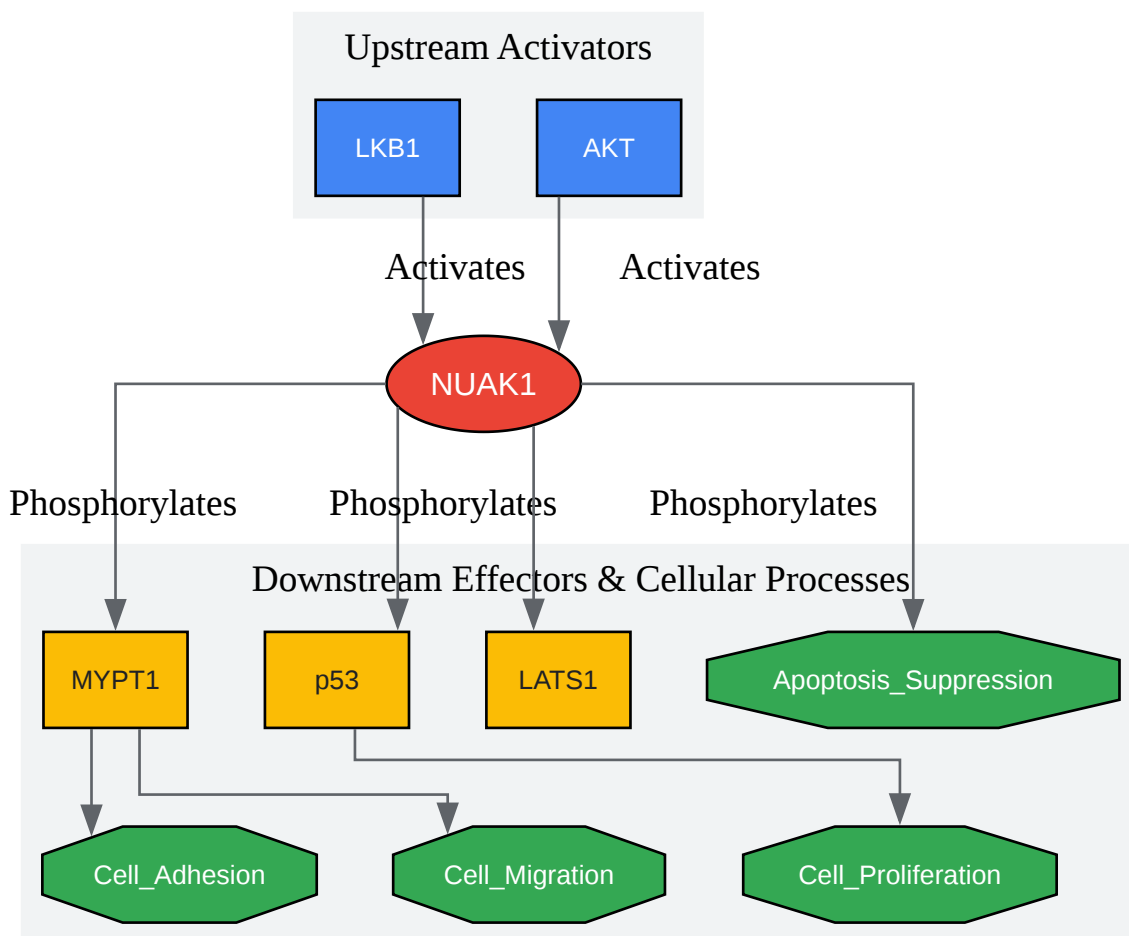 Upstream Activators
LKB1
AKT
Activates
Activates
NUAK1
Phosphorylates
Phosphorylates
Phosphorylates
Downstream Effectors & Cellular Processes
MYPT1
p53
LATS1
Apoptosis_Suppression
Cell_Adhesion
Cell_Migration
Cell_Proliferation